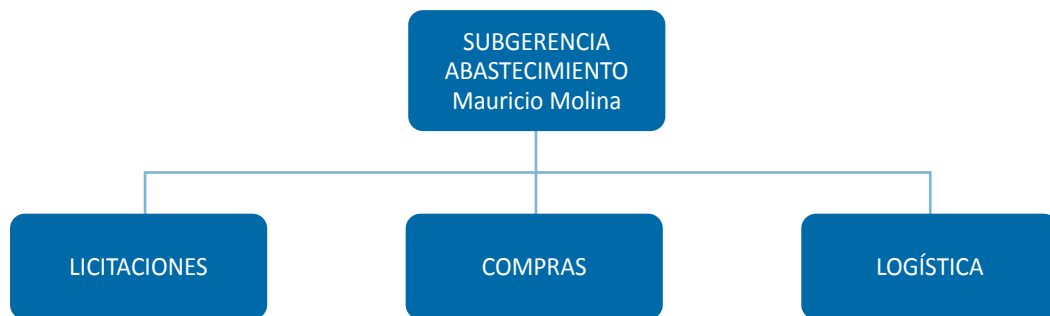 SUBGERENCIA
ABASTECIMIENTO
Mauricio Molina
LICITACIONES
COMPRAS
LOGÍSTICA